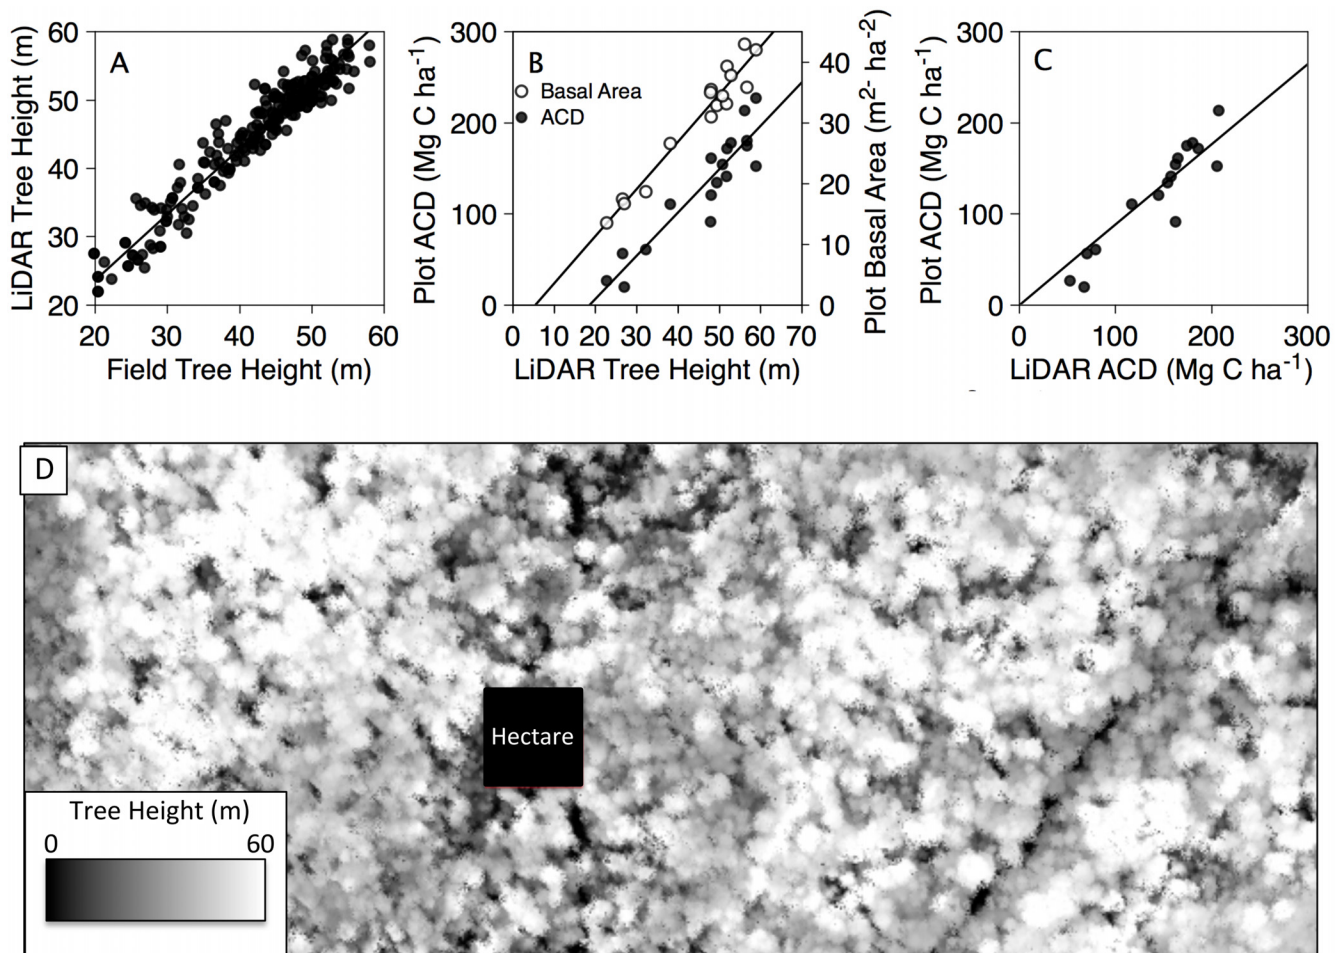 A
LiDAR Tree Height (m)
60
50
40
30
20
20 30 40 50 60
Field Tree Height (m)
B
Basal Area
ACD
Plot ACD (Mg C ha-1)
300
200
100
0
0 10 20 30 40 50 60 70
LiDAR Tree Height (m)
40
30
20
10
0
Plot Basal Area (m2- ha-2)
C
Plot ACD (Mg C ha-1)
300
200
100
0
0 100 200 300
LiDAR ACD (Mg C ha-1)
D
Hectare
Tree Height (m)
0 60